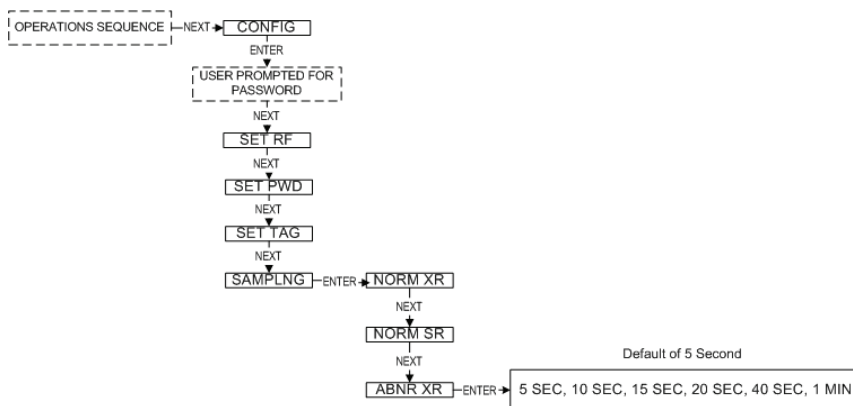 OPERATIONS SEQUENCE
NEXT
CONFIG
ENTER
USER PROMPTED FOR
PASSWORD
NEXT
SET RF
NEXT
SET PWD
NEXT
SET TAG
NEXT
SAMPLNG
ENTER
NORM XR
NEXT
NORM SR
NEXT
ABNR XR
ENTER
Default of 5 Second
5 SEC, 10 SEC, 15 SEC, 20 SEC, 40 SEC, 1 MIN